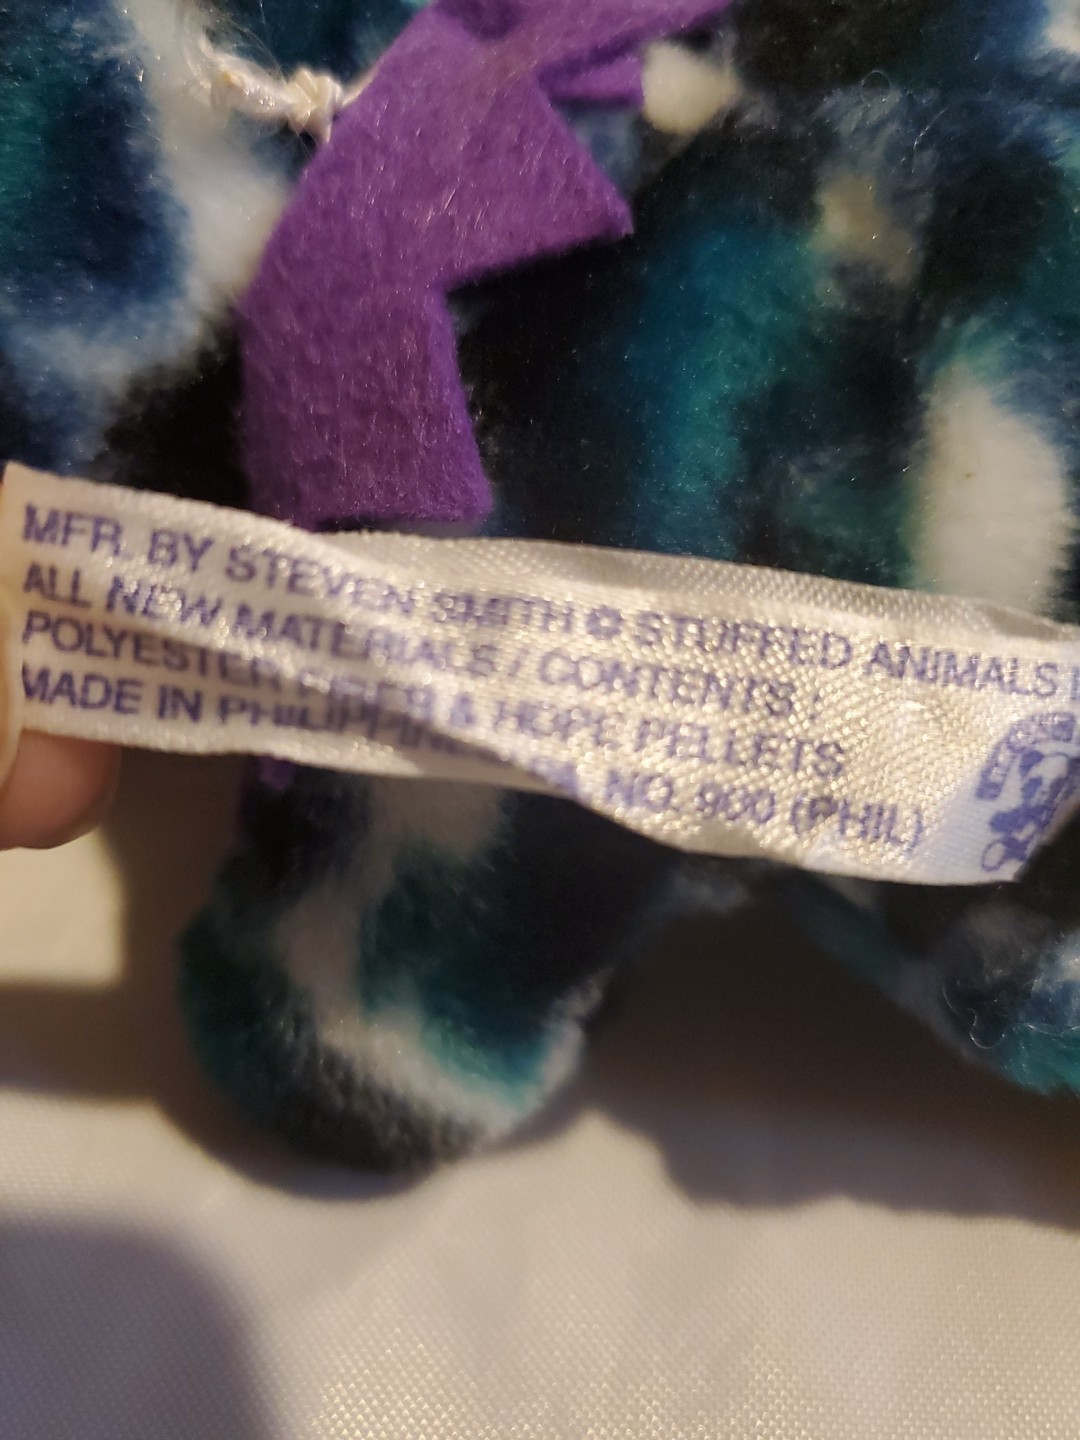 MFR. BY STEVEN SMITH ✪ STUFFED ANIMALS
ALL NEW MATERIALS / CONTENTS :
POLYESTER FIBER & HOPE PELLETS
MADE IN PHILIPPINES NO. 900 (PHIL)